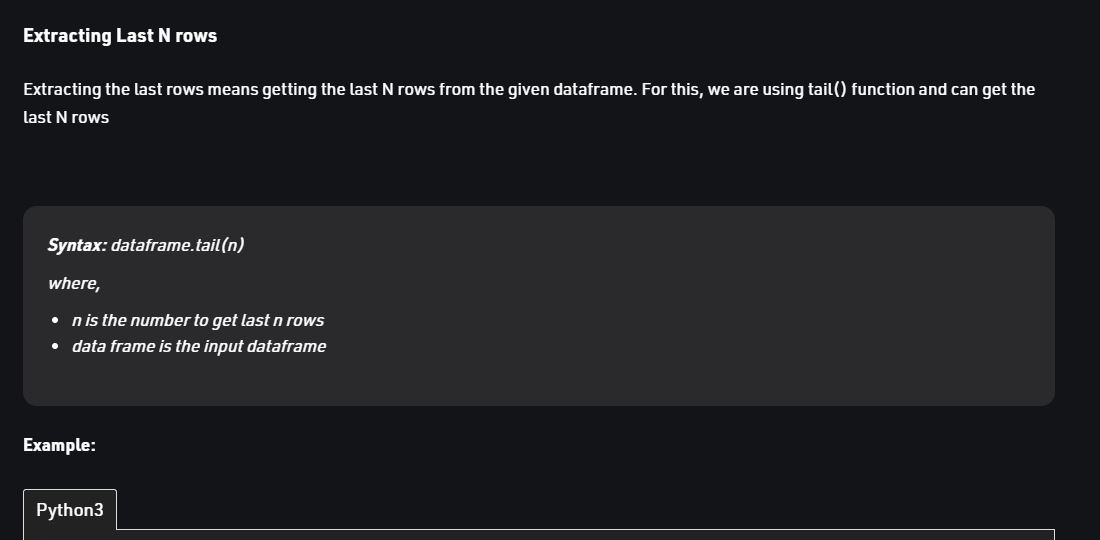 Extracting Last N rows
Extracting the last rows means getting the last N rows from the given dataframe. For this, we are using tail() function and can get the
last N rows
Syntax: dataframe.tail(n)
where,
• n is the number to get last n rows
• data frame is the input dataframe
Example:
Python3